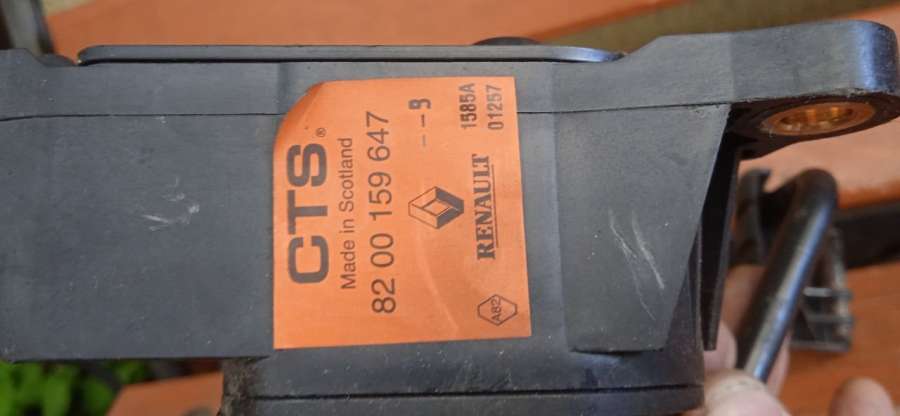 CTS®
Made in Scotland
82 00 159 647
--B
RENAULT
1585A
01257
A82